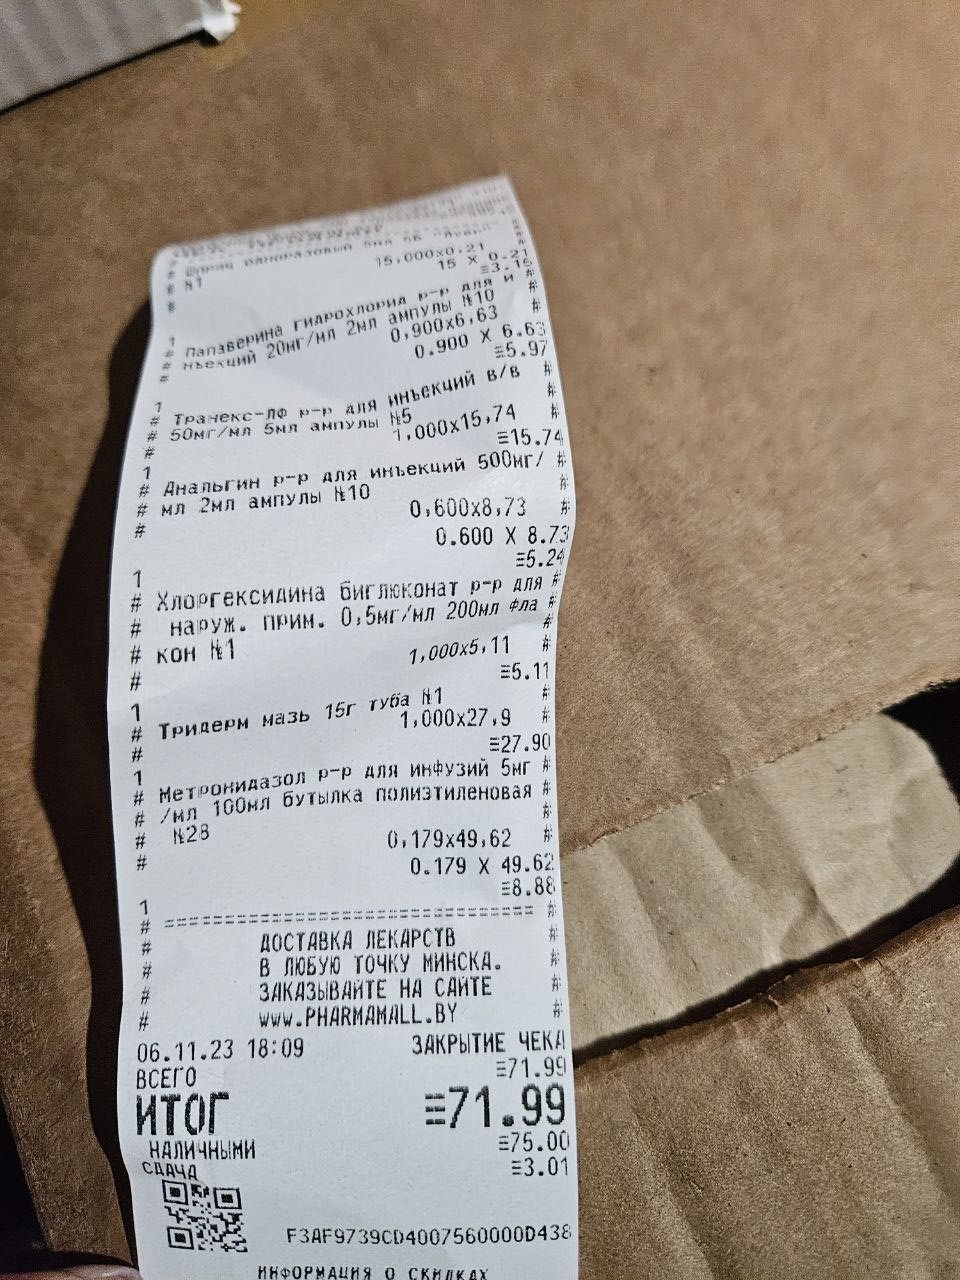 # Шприц одноразовый 5мл
# N1
15,000x0.21
15 X 0.21
≡3.15
1
# Папаверина гидрохлорид р-р для и #
# нъекций 20мг/мл 2мл ампулы №10 #
# 0,900x6,63
0.900 X 6.63
≡5.97
1
# Транекс-ЛФ р-р для инъекций в/в #
# 50мг/мл 5мл ампулы №5 #
# 1,000x15,74 #
≡15.74
1
# Анальгин р-р для инъекций 500мг/ #
# мл 2мл ампулы №10 #
# 0,600x8,73 #
0.600 X 8.73
≡5.24
1
# Хлоргексидина биглюконат р-р для #
# наруж. прим. 0,5мг/мл 200мл фла #
# кон №1 #
# 1,000x5,11 #
≡5.11
1
# Тридерм мазь 15г туба №1 #
# 1,000x27,9 #
≡27.90
1
# Метронидазол р-р для инфузий 5мг #
# /мл 100мл бутылка полиэтиленовая #
# №28 #
# 0,179x49,62 #
0.179 X 49.62
≡8.88
1
# ================================ #
# ДОСТАВКА ЛЕКАРСТВ #
# В ЛЮБУЮ ТОЧКУ МИНСКА. #
# ЗАКАЗЫВАЙТЕ НА САЙТЕ #
# www.PHARMAMALL.BY #
06.11.23 18:09 ЗАКРЫТИЕ ЧЕКА
ВСЕГО ≡71.99
ИТОГ ≡71.99
НАЛИЧНЫМИ ≡75.00
СДАЧА ≡3.01
F3AF9739CD4007560000D438
ИНФОРМАЦИЯ О СКИДКАХ